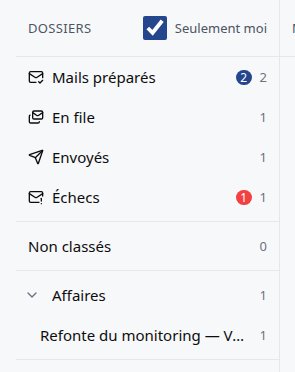 DOSSIERS Seulement moi
Mails préparés 2 2
En file 1
Envoyés 1
Échecs 1 1
Non classés 0
Affaires 1
Refonte du monitoring — V... 1